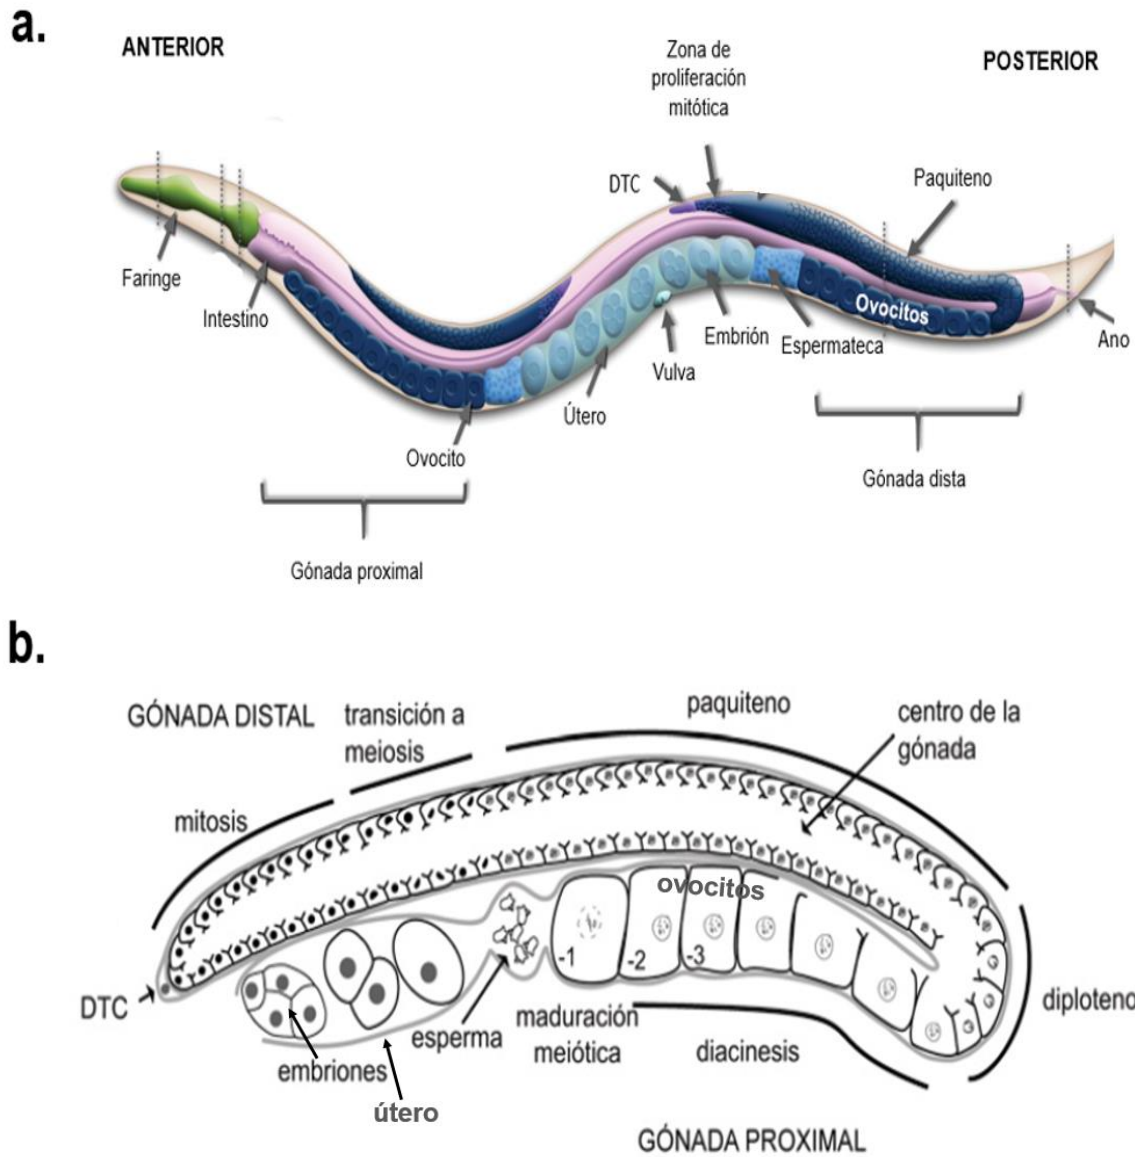 a.
ANTERIOR
Zona de
proliferación
mitótica
POSTERIOR
DTC
Paquiteno
Faringe
Intestino
Ovocitos
Embrión
Espermateca
Ano
Vulva
Útero
Ovocito
Gónada dista
Gónada proximal
b.
GÓNADA DISTAL
transición a
meiosis
paquiteno
centro de la
gónada
mitosis
ovocitos
-1
-2
-3
DTC
esperma
maduración
meiótica
diacinesis
diploteno
embriones
útero
GÓNADA PROXIMAL